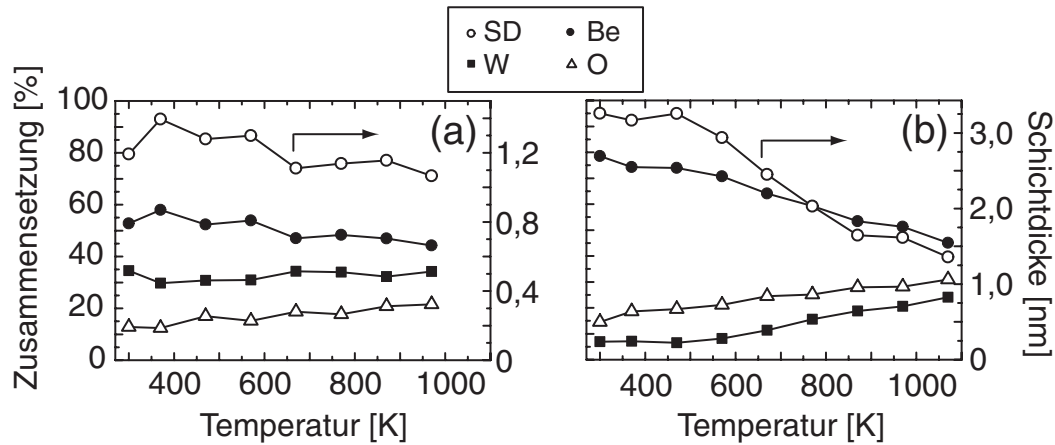 SD Be
W O
Zusammensetzung [%]
100
80
60
40
20
0
(a)
1,2
0,8
0,4
0
400 600 800 1000
Temperatur [K]
(b)
3,0
2,0
1,0
0
Schichtdicke [nm]
400 600 800 1000
Temperatur [K]